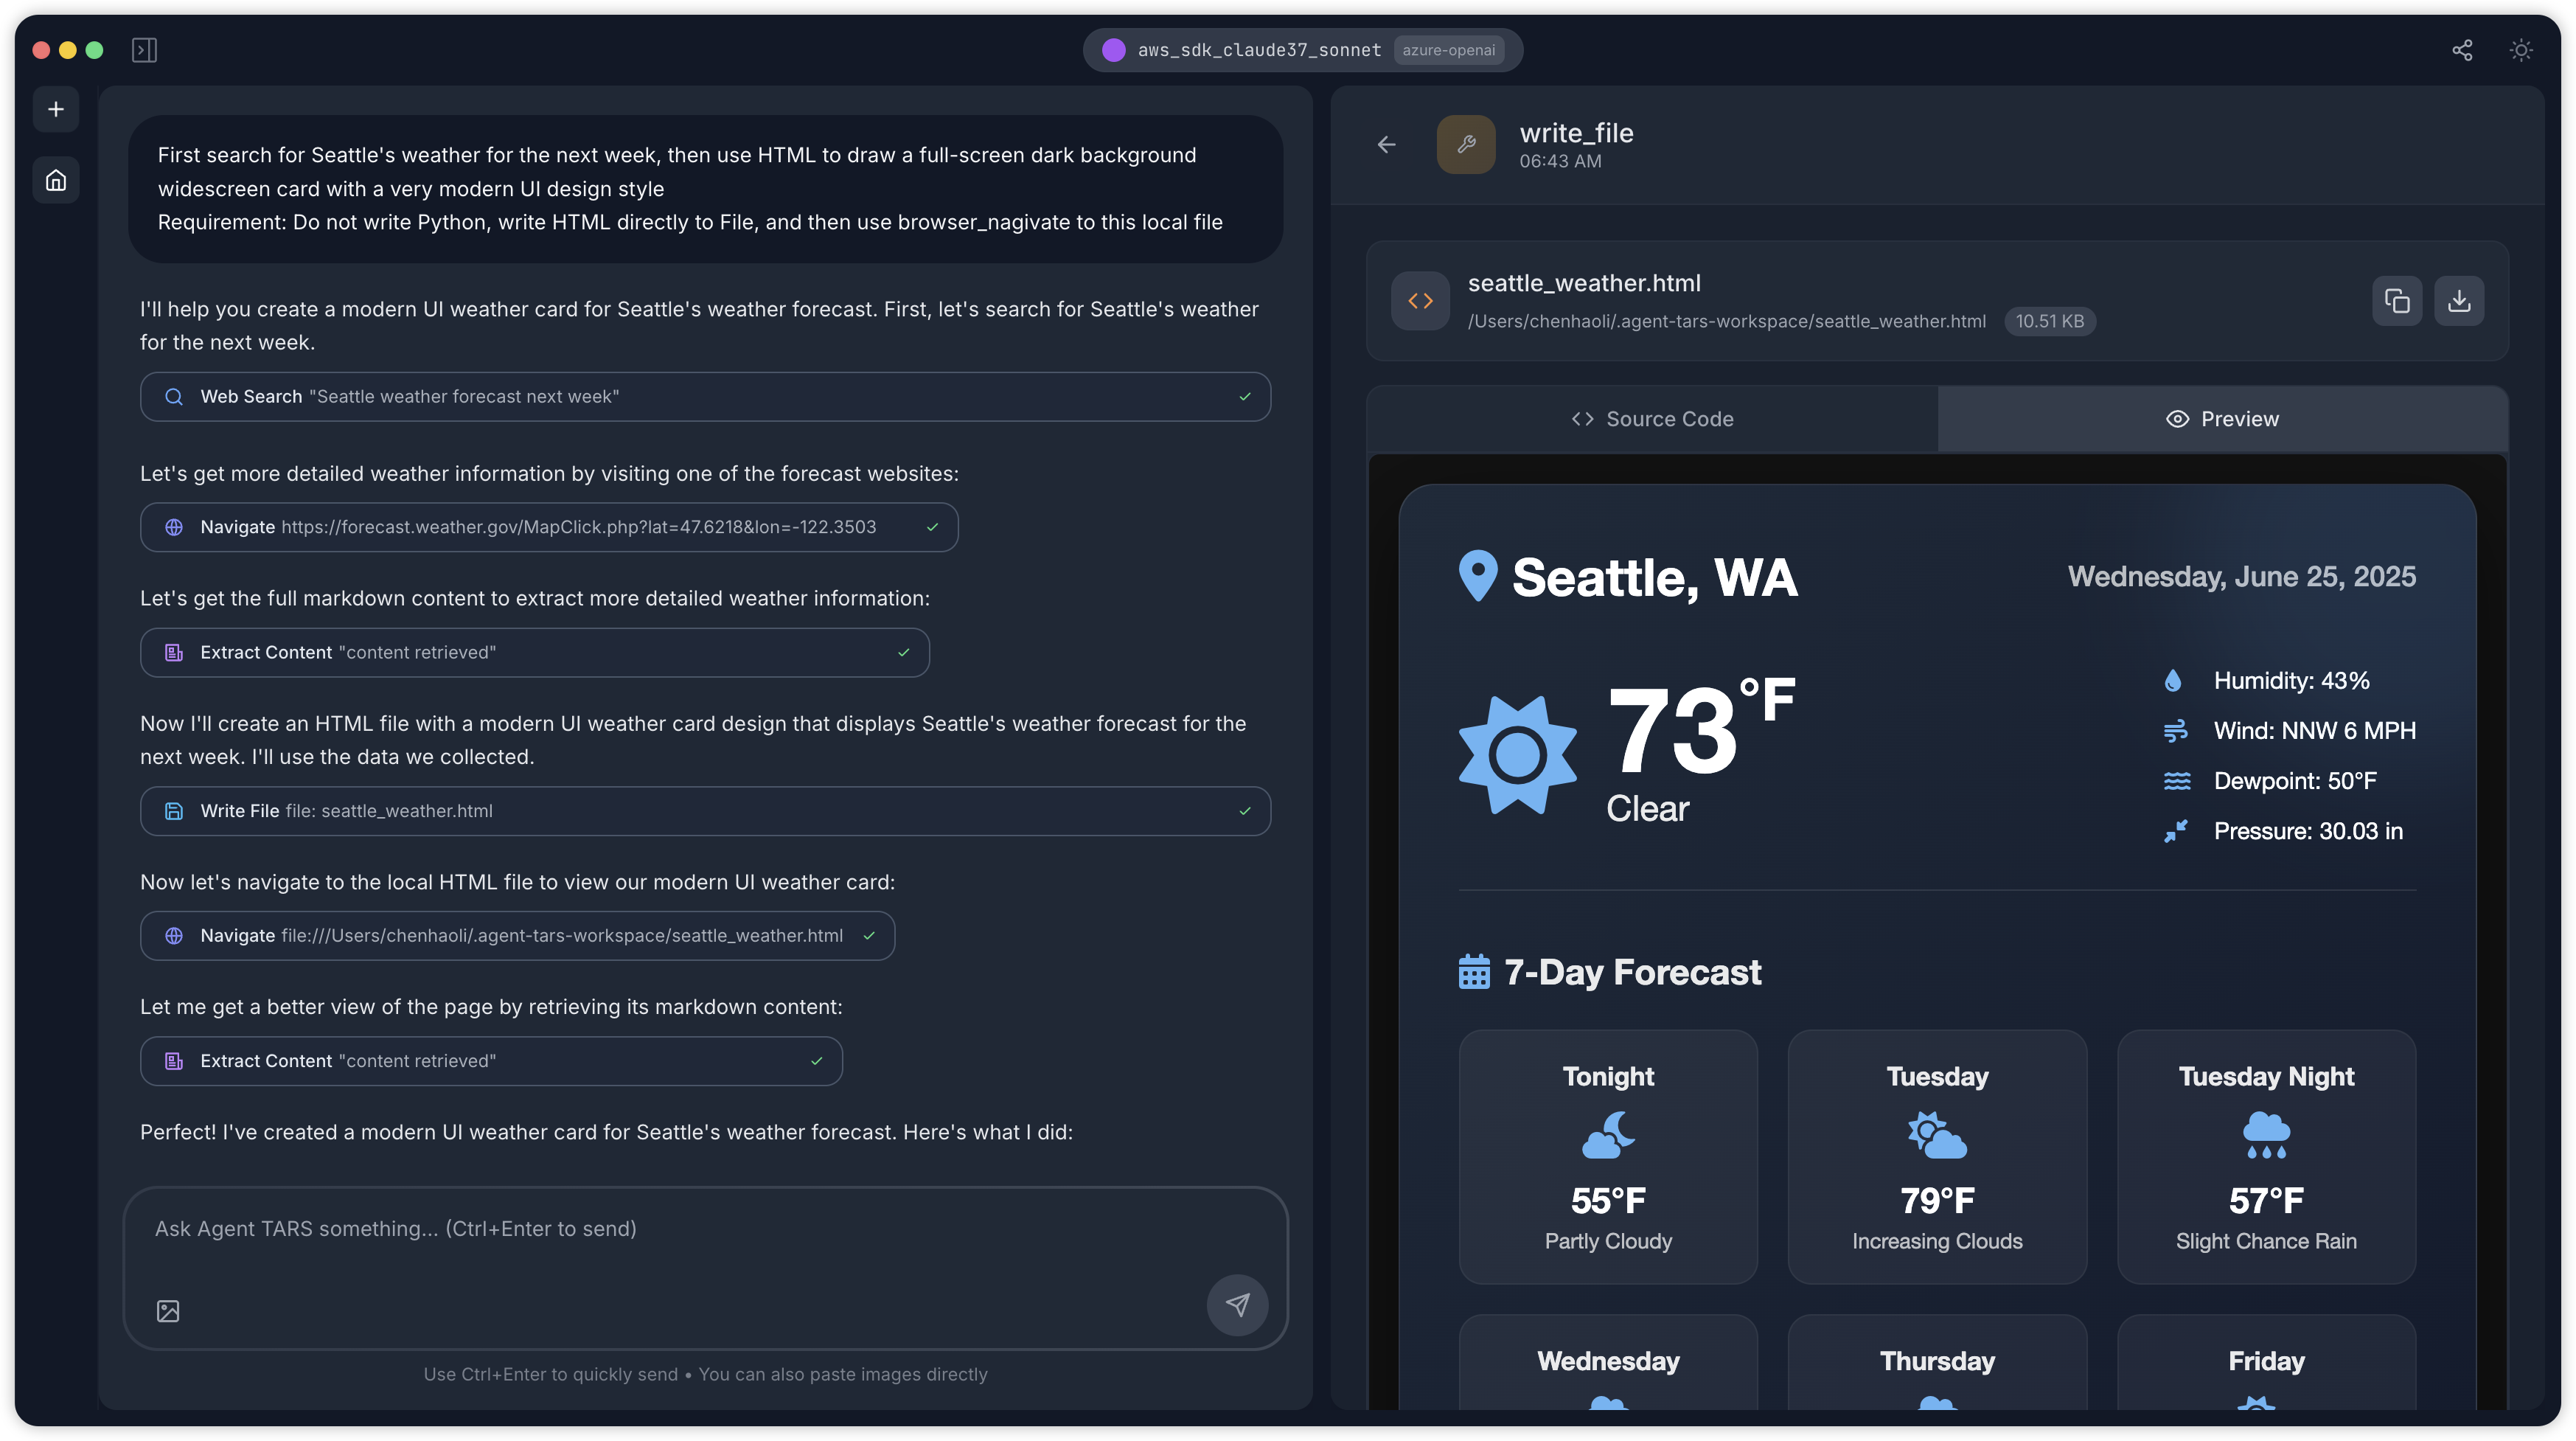 aws_sdk_claude37_sonnet azure-openai
First search for Seattle's weather for the next week, then use HTML to draw a full-screen dark background
widescreen card with a very modern UI design style
Requirement: Do not write Python, write HTML directly to File, and then use browser_nagivate to this local file
I'll help you create a modern UI weather card for Seattle's weather forecast. First, let's search for Seattle's weather
for the next week.
Web Search "Seattle weather forecast next week"
Let's get more detailed weather information by visiting one of the forecast websites:
Navigate https://forecast.weather.gov/MapClick.php?lat=47.6218&lon=-122.3503
Let's get the full markdown content to extract more detailed weather information:
Extract Content "content retrieved"
Now I'll create an HTML file with a modern UI weather card design that displays Seattle's weather forecast for the
next week. I'll use the data we collected.
Write File file: seattle_weather.html
Now let's navigate to the local HTML file to view our modern UI weather card:
Navigate file:///Users/chenhaoli/.agent-tars-workspace/seattle_weather.html
Let me get a better view of the page by retrieving its markdown content:
Extract Content "content retrieved"
Perfect! I've created a modern UI weather card for Seattle's weather forecast. Here's what I did:
Ask Agent TARS something... (Ctrl+Enter to send)
Use Ctrl+Enter to quickly send • You can also paste images directly
write_file
06:43 AM
seattle_weather.html
/Users/chenhaoli/.agent-tars-workspace/seattle_weather.html 10.51 KB
Source Code
Preview
Seattle, WA
Wednesday, June 25, 2025
73°F
Clear
Humidity: 43%
Wind: NNW 6 MPH
Dewpoint: 50°F
Pressure: 30.03 in
7-Day Forecast
Tonight
55°F
Partly Cloudy
Tuesday
79°F
Increasing Clouds
Tuesday Night
57°F
Slight Chance Rain
Wednesday
Thursday
Friday